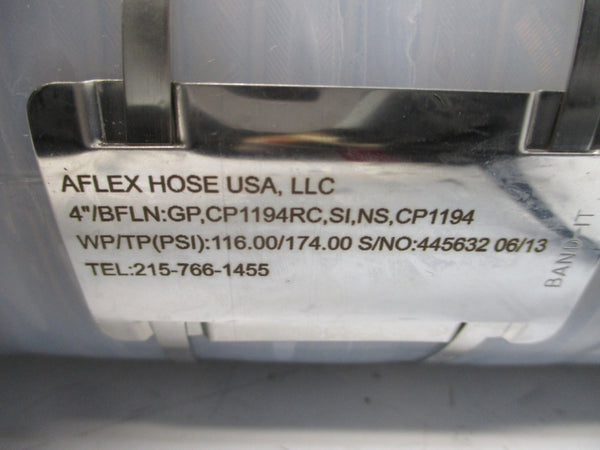 AFLEX HOSE USA, LLC
4"/BFLN:GP,CP1194RC,SI,NS,CP1194
WP/TP(PSI):116.00/174.00 S/NO:445632 06/13
TEL:215-766-1455
BAND-IT